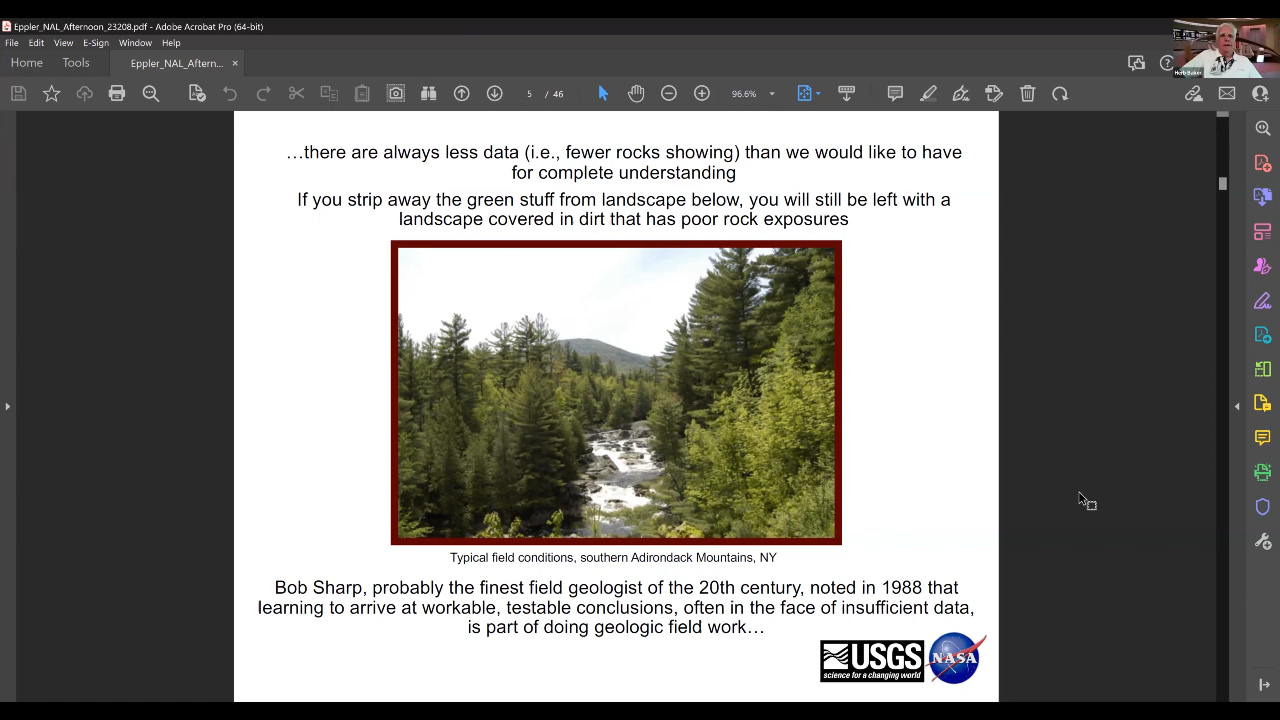 Eppler_NAL_Afternoon_23208.pdf - Adobe Acrobat Pro (64-bit)
File Edit View E-Sign Window Help
Home Tools Eppler_NAL_Aftern... ×
5 / 46 96.6%
Herb Baker
…there are always less data (i.e., fewer rocks showing) than we would like to have
for complete understanding
If you strip away the green stuff from landscape below, you will still be left with a
landscape covered in dirt that has poor rock exposures
Typical field conditions, southern Adirondack Mountains, NY
Bob Sharp, probably the finest field geologist of the 20th century, noted in 1988 that
learning to arrive at workable, testable conclusions, often in the face of insufficient data,
is part of doing geologic field work…
USGS
science for a changing world
NASA